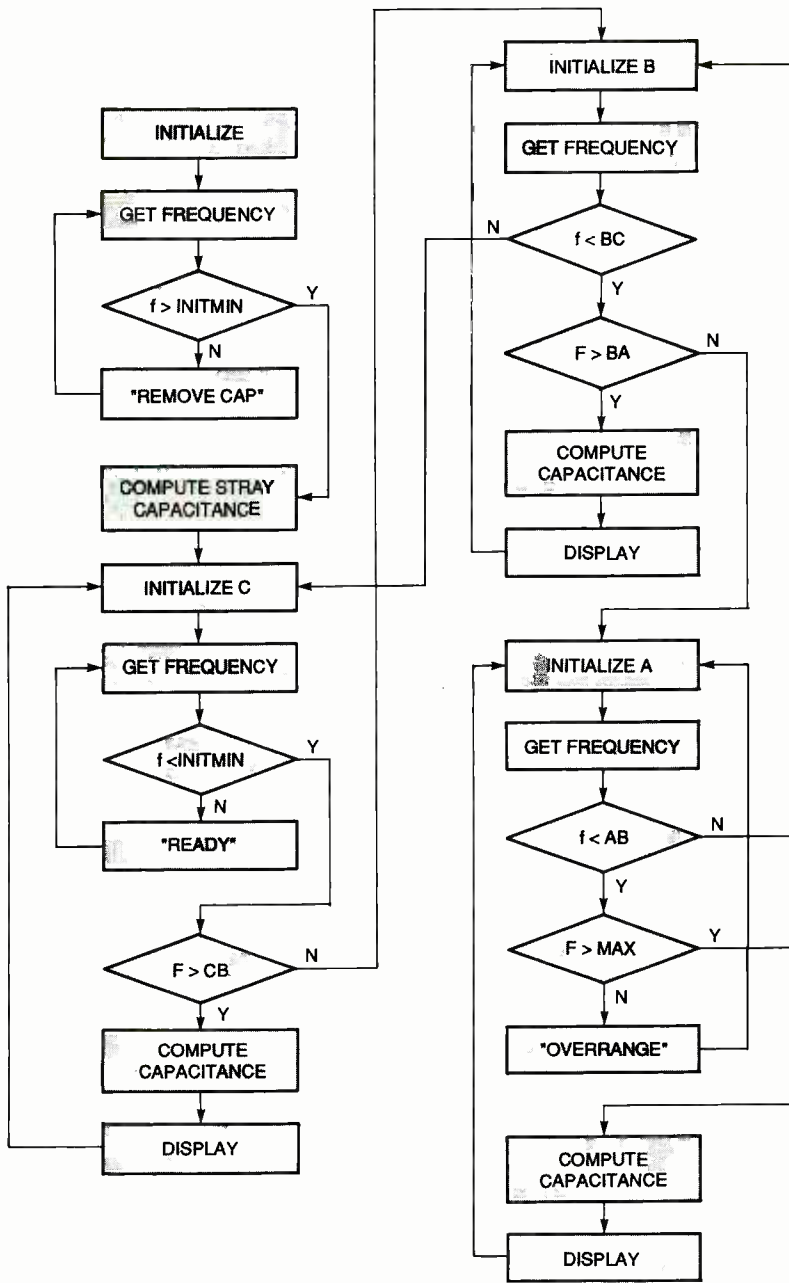 INITIALIZE
GET FREQUENCY
f > INITMIN
Y
N
"REMOVE CAP"
COMPUTE STRAY
CAPACITANCE
INITIALIZE C
GET FREQUENCY
f <INITMIN
Y
N
"READY"
F > CB
N
Y
COMPUTE
CAPACITANCE
DISPLAY
INITIALIZE B
GET FREQUENCY
N
f < BC
Y
F > BA
N
Y
COMPUTE
CAPACITANCE
DISPLAY
INITIALIZE A
GET FREQUENCY
f < AB
N
Y
F > MAX
Y
N
"OVERRANGE"
COMPUTE
CAPACITANCE
DISPLAY